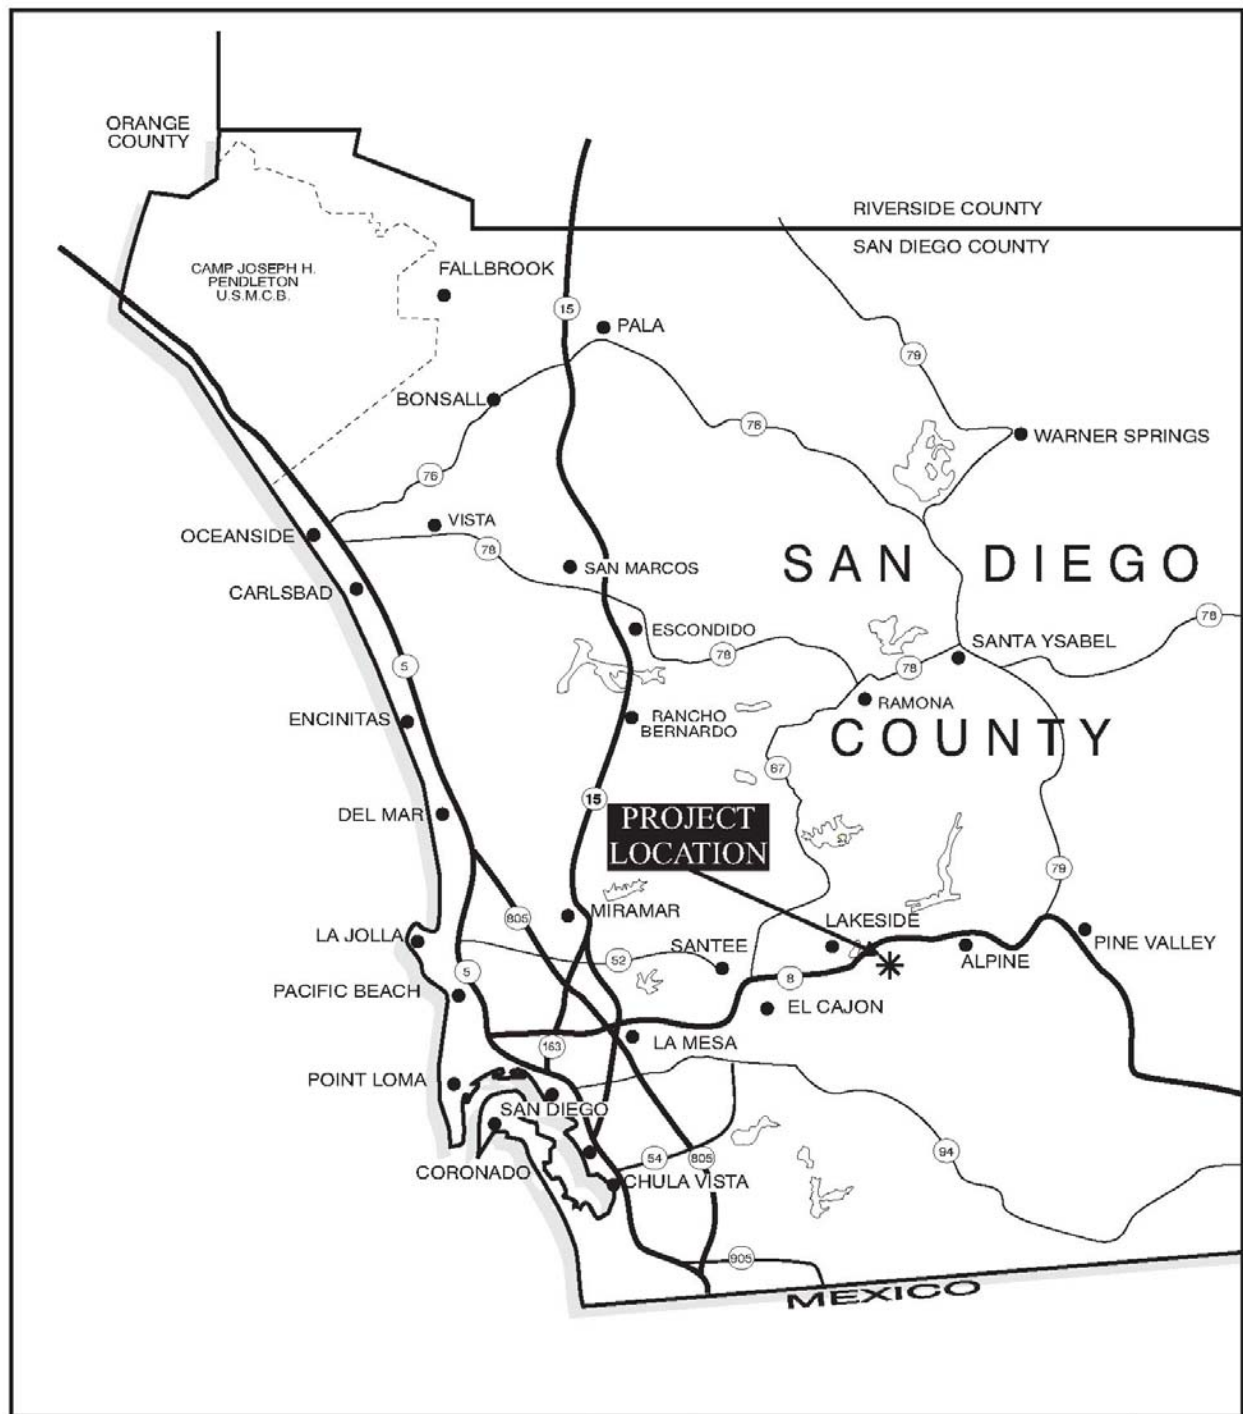 ORANGE
COUNTY
RIVERSIDE COUNTY
SAN DIEGO COUNTY
CAMP JOSEPH H.
PENDLETON
U.S.M.C.B.
FALLBROOK
15
PALA
79
BONSALL
76
WARNER SPRINGS
76
VISTA
OCEANSIDE
78
SAN DIEGO
SAN MARCOS
CARLSBAD
78
ESCONDIDO
SANTA YSABEL
78
78
5
RAMONA
ENCINITAS
RANCHO
BERNARDO
COUNTY
67
15
DEL MAR
PROJECT
LOCATION
79
MIRAMAR
805
LAKESIDE
LA JOLLA
SANTEE
PINE VALLEY
52
ALPINE
5
8
PACIFIC BEACH
EL CAJON
163
LA MESA
POINT LOMA
SAN DIEGO
94
54
805
CORONADO
CHULA VISTA
905
MEXICO